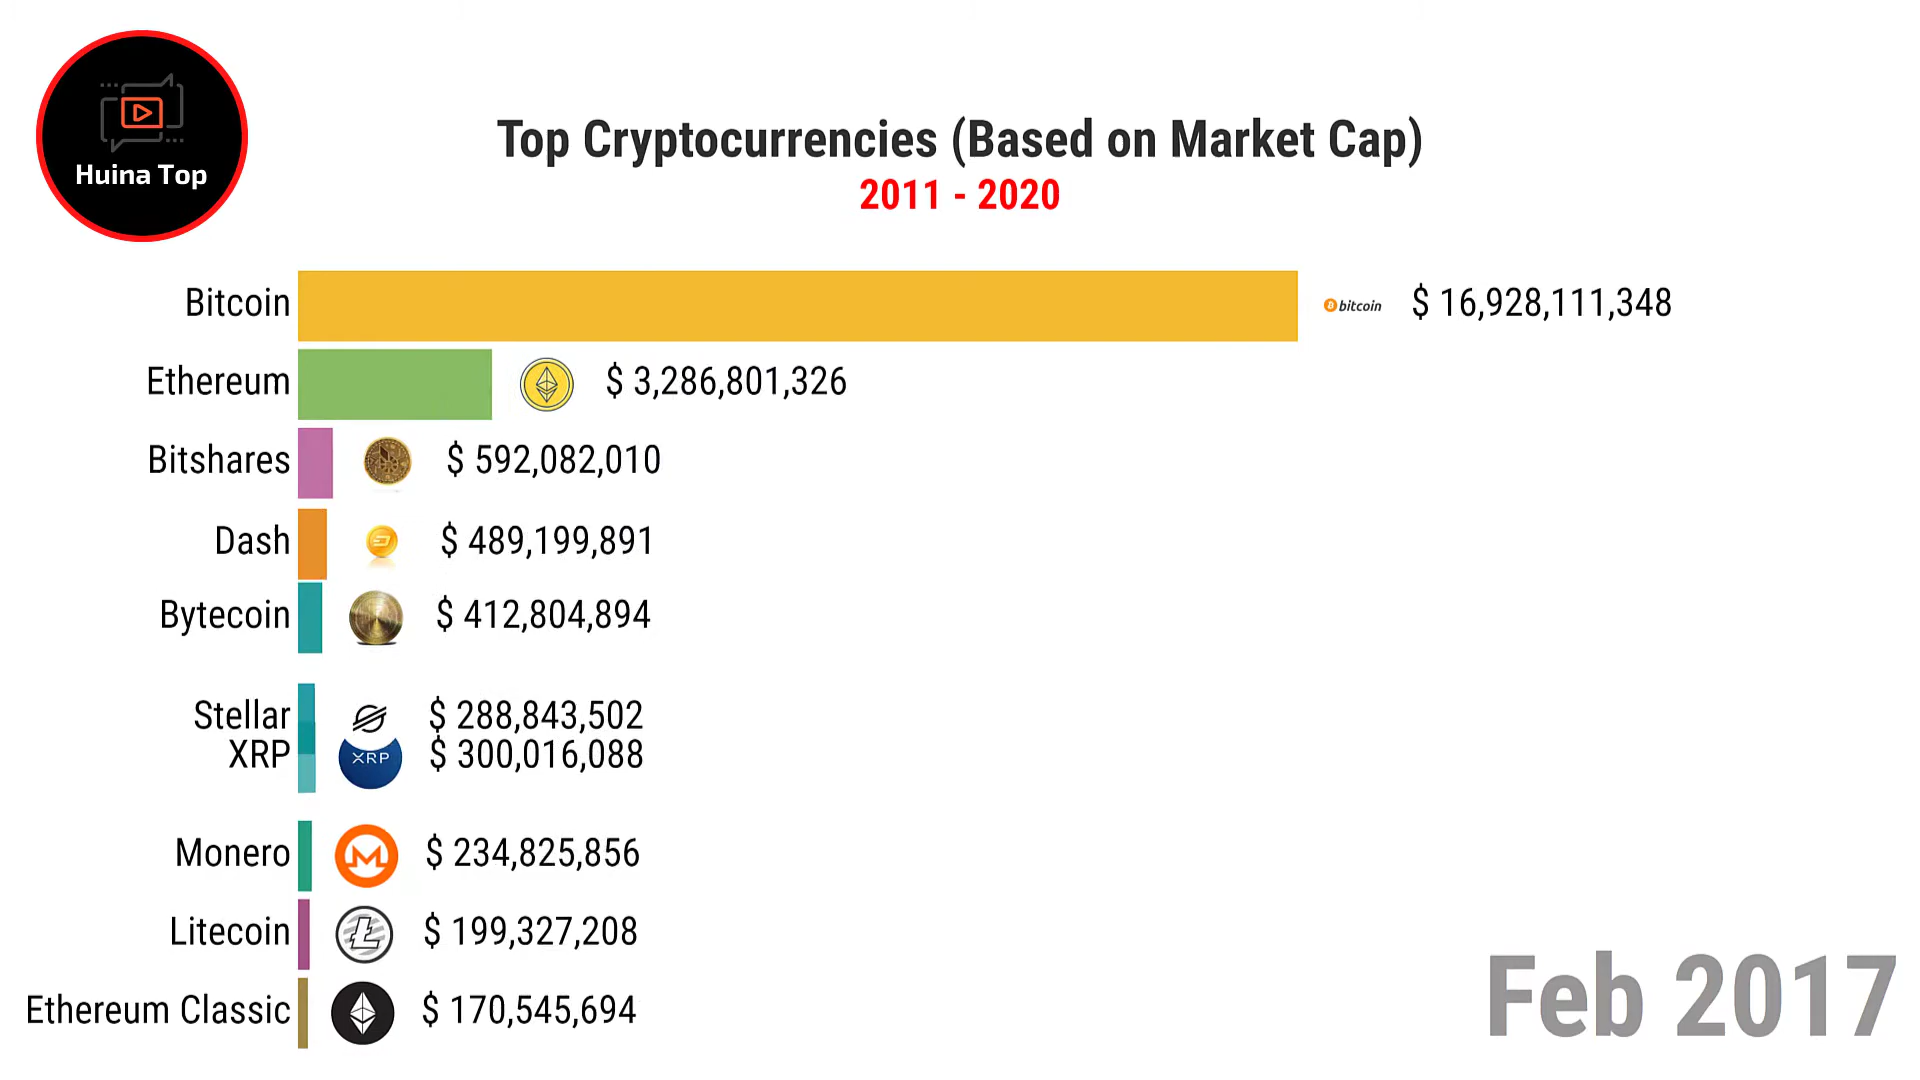 Huina Top
Top Cryptocurrencies (Based on Market Cap)
2011 - 2020
Bitcoin bitcoin $ 16,928,111,348
Ethereum $ 3,286,801,326
Bitshares $ 592,082,010
Dash $ 489,199,891
Bytecoin $ 412,804,894
Stellar $ 288,843,502
XRP XRP $ 300,016,088
Monero $ 234,825,856
Litecoin $ 199,327,208
Ethereum Classic $ 170,545,694
Feb 2017